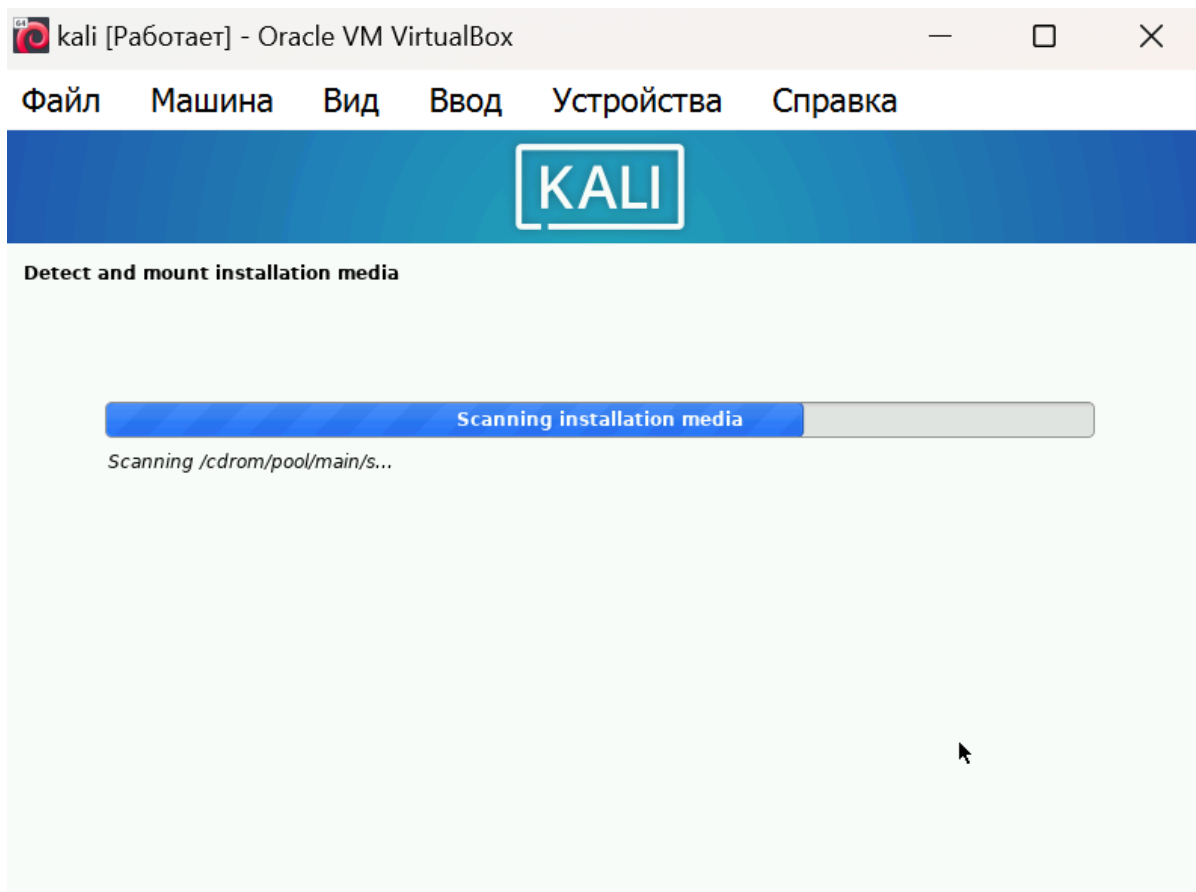 64
kali [Работает] - Oracle VM VirtualBox
Файл Машина Вид Ввод Устройства Справка
KALI
Detect and mount installation media
Scanning installation media
Scanning /cdrom/pool/main/s...